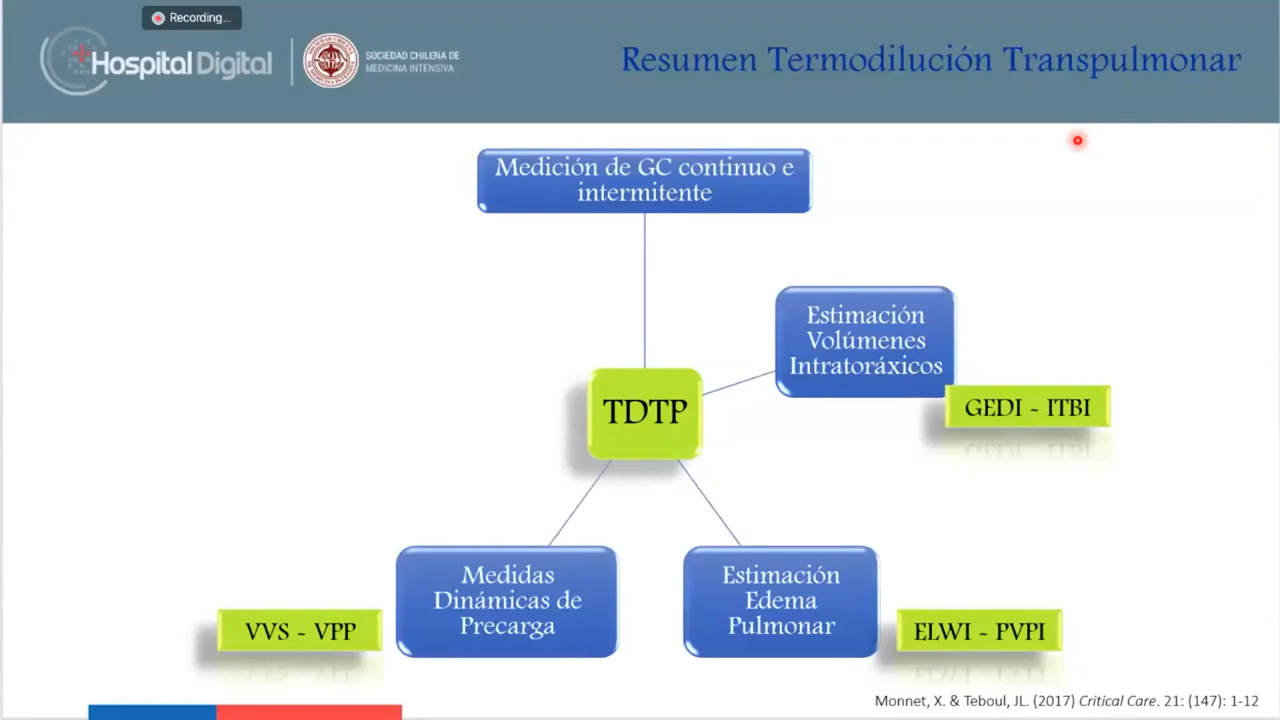 Recording...
Hospital Digital
SOCIEDAD CHILENA DE
MEDICINA INTENSIVA
Resumen Termodilución Transpulmonar
Medición de GC continuo e
intermitente
Estimación
Volúmenes
Intratoráxicos
GEDI - ITBI
TDTP
Medidas
Dinámicas de
Precarga
VVS - VPP
Estimación
Edema
Pulmonar
ELWI - PVPI
Monnet, X. & Teboul, JL. (2017) Critical Care. 21: (147): 1-12